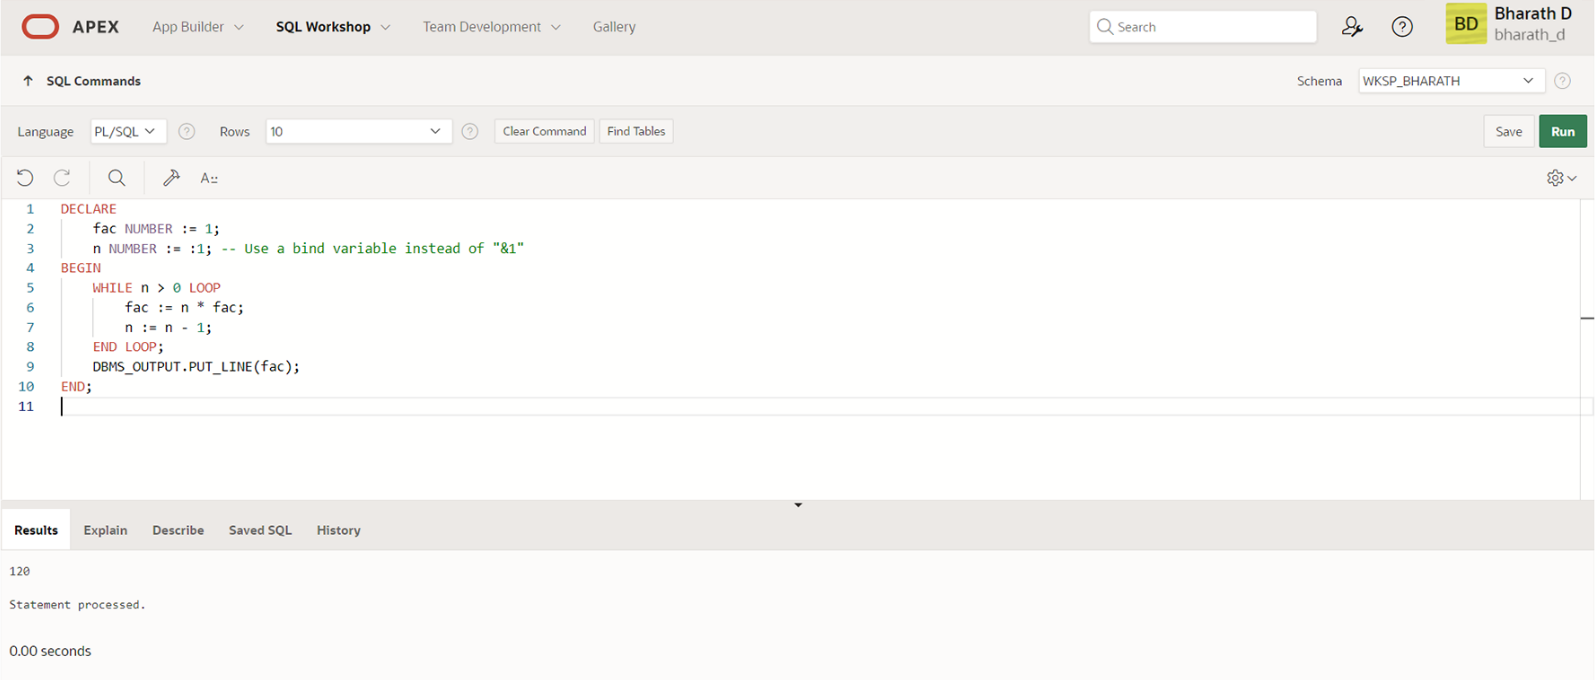 APEX App Builder SQL Workshop Team Development Gallery Search BD Bharath D
bharath_d
SQL Commands Schema WKSP_BHARATH
Language PL/SQL Rows 10 Clear Command Find Tables Save Run
A
1 DECLARE
2 fac NUMBER := 1;
3 n NUMBER := :1; -- Use a bind variable instead of "&1"
4 BEGIN
5 WHILE n > 0 LOOP
6 fac := n * fac;
7 n := n - 1;
8 END LOOP;
9 DBMS_OUTPUT.PUT_LINE(fac);
10 END;
11
Results Explain Describe Saved SQL History
120
Statement processed.
0.00 seconds